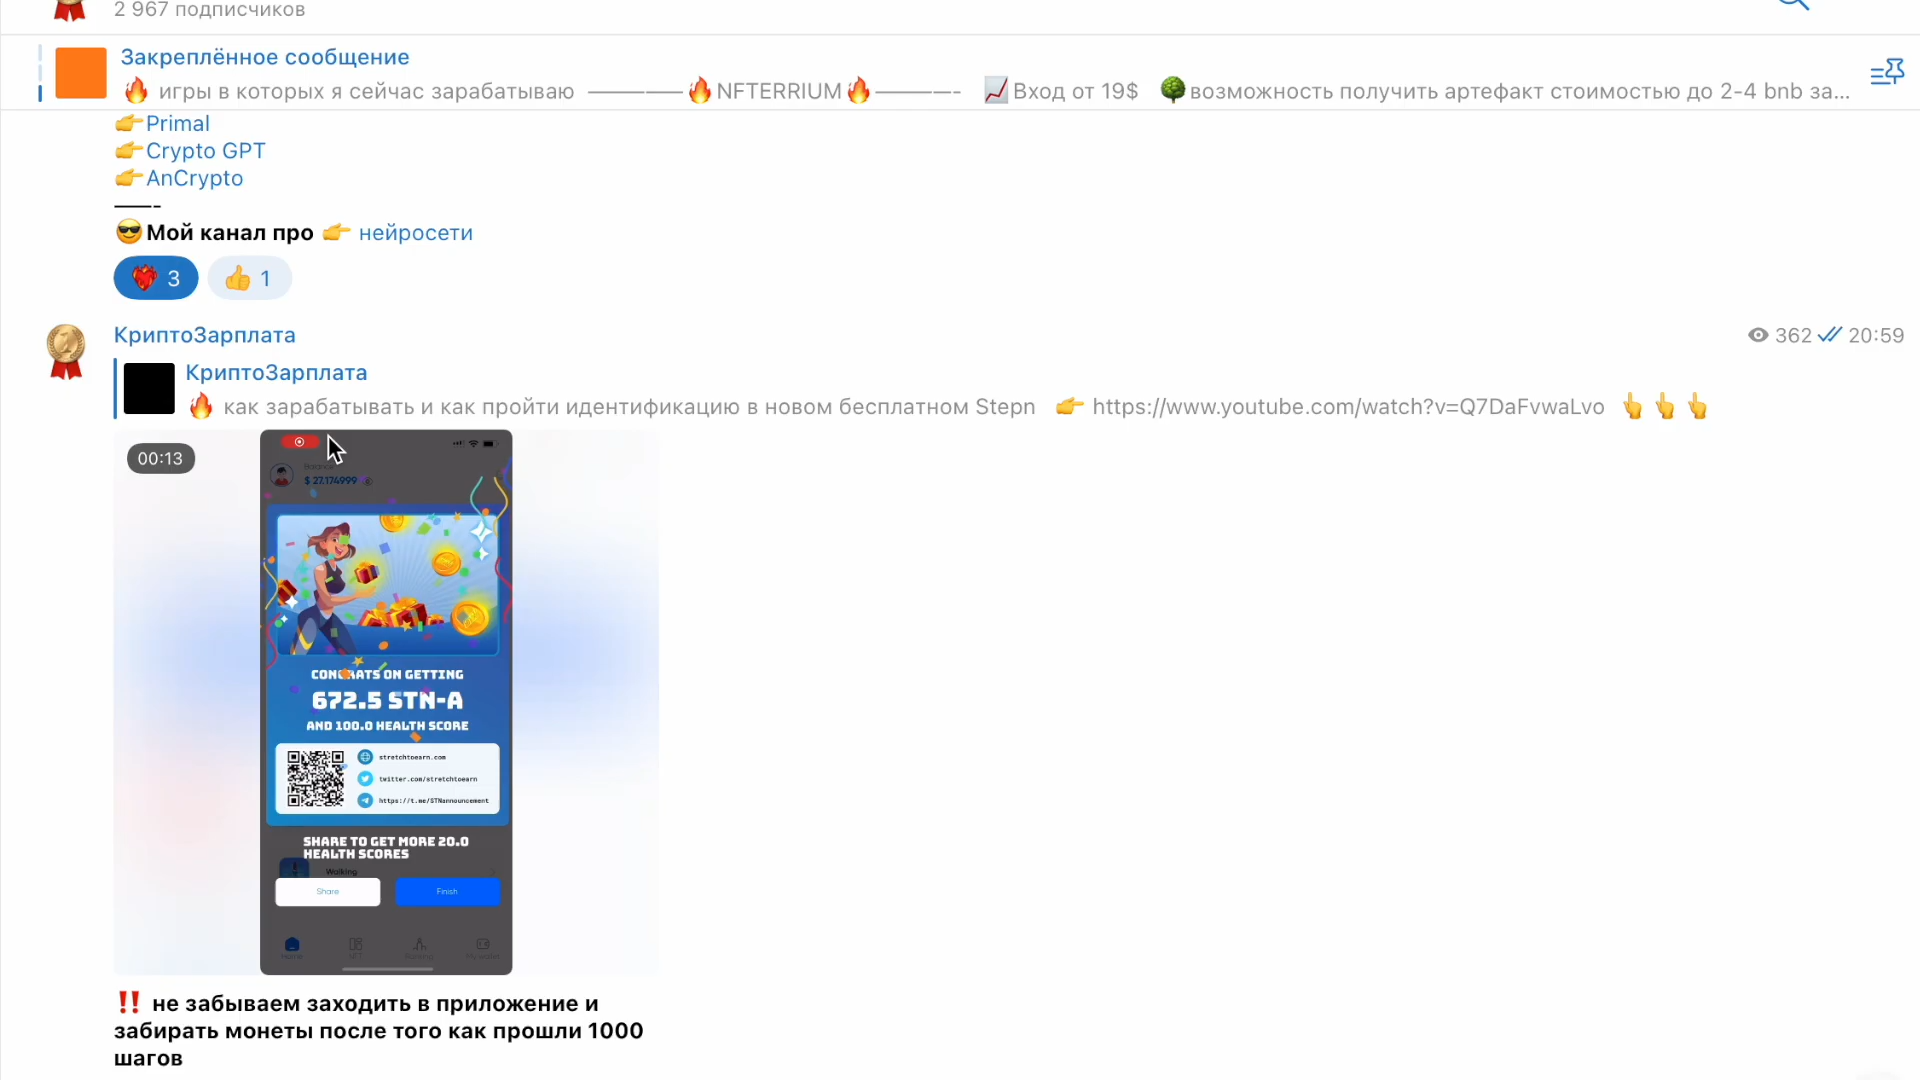 2 967 подписчиков
Закреплённое сообщение
🔥 игры в которых я сейчас зарабатываю ————-🔥NFTERRIUM🔥————- 📈Вход от 19$ 🌳возможность получить артефакт стоимостью до 2-4 bnb за...
👉Primal
👉Crypto GPT
👉AnCrypto
——-
😎Мой канал про 👉 нейросети
3 👍 1
КриптоЗарплата 362 20:59
КриптоЗарплата
🔥 как зарабатывать и как пройти идентификацию в новом бесплатном Stepn 👉 https://www.youtube.com/watch?v=Q7DaFvwaLvo 👆👆👆
00:13
Balance
$ 27.174999
CONGRATS ON GETTING
672.5 STN-A
AND 100.0 HEALTH SCORE
stretchtoearn.com
twitter.com/stretchtoearn
https://t.me/STNannouncement
SHARE TO GET MORE 20.0
HEALTH SCORES
Walking
Share Finish
‼️ не забываем заходить в приложение и
забирать монеты после того как прошли 1000
шагов